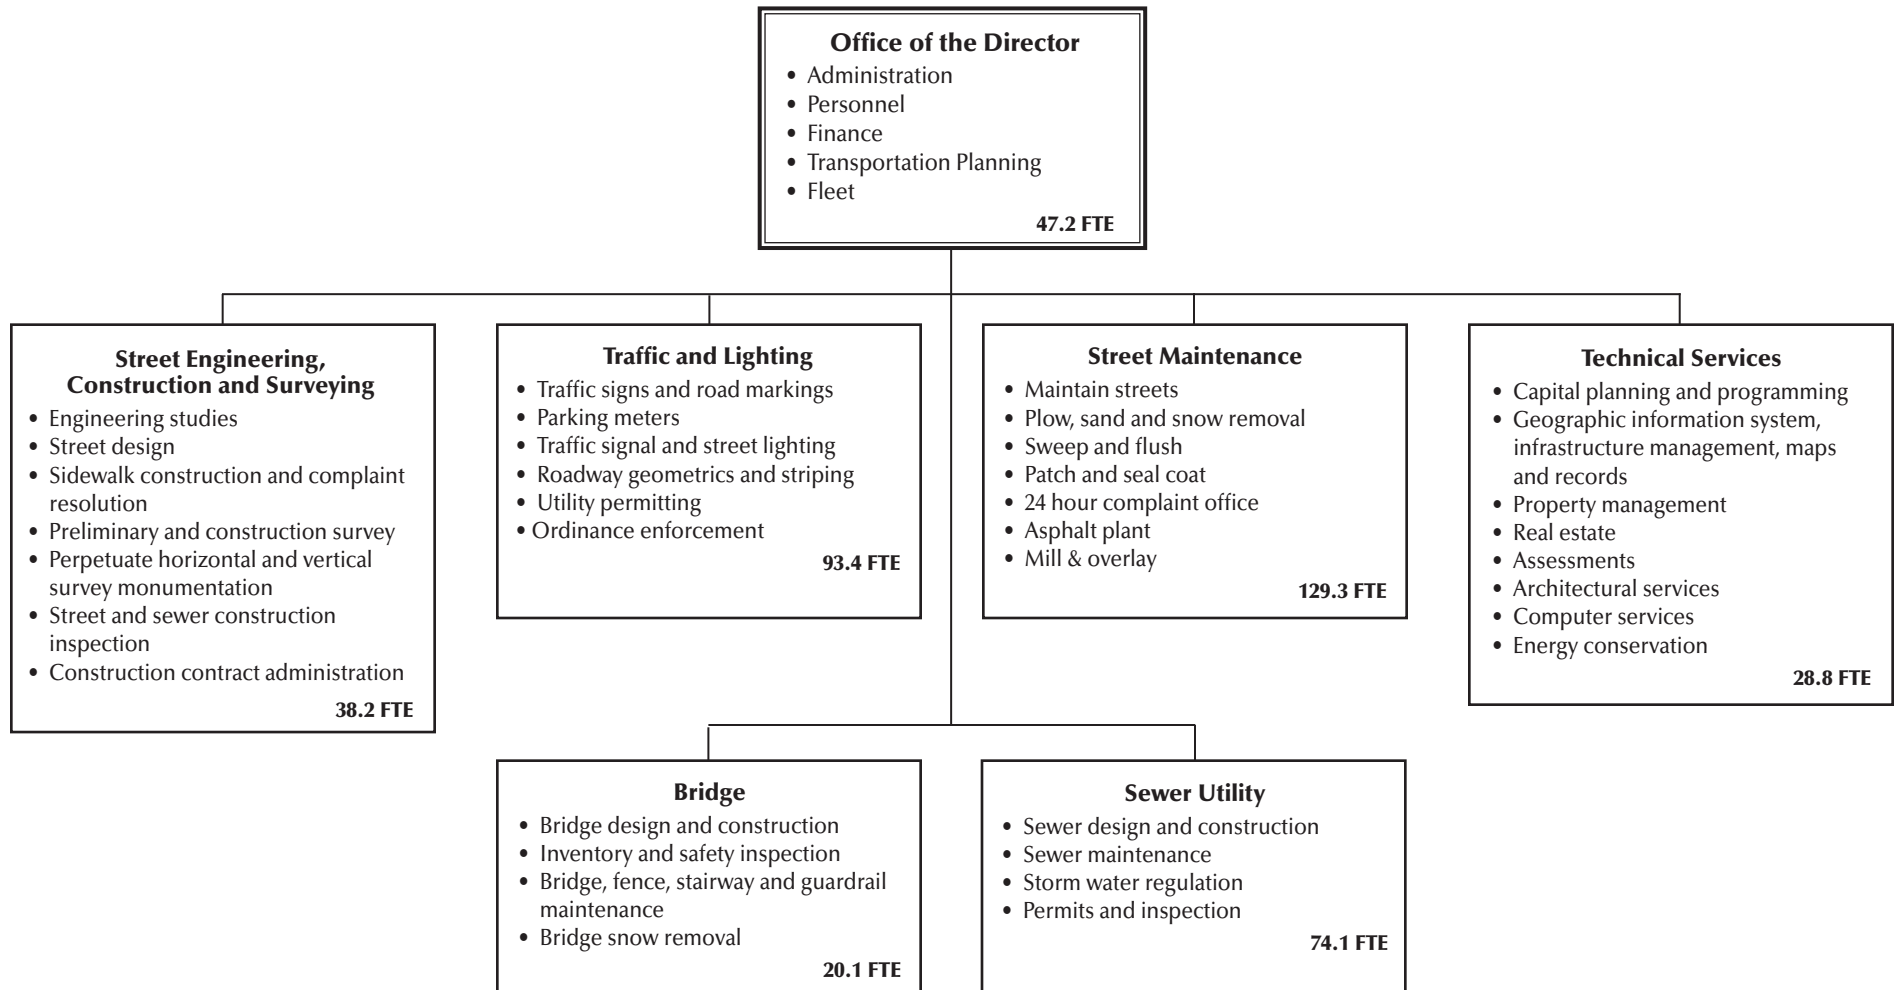 Office of the Director
• Administration
• Personnel
• Finance
• Transportation Planning
• Fleet
47.2 FTE
Street Engineering,
Construction and Surveying
• Engineering studies
• Street design
• Sidewalk construction and complaint
resolution
• Preliminary and construction survey
• Perpetuate horizontal and vertical
survey monumentation
• Street and sewer construction
inspection
• Construction contract administration
38.2 FTE
Traffic and Lighting
• Traffic signs and road markings
• Parking meters
• Traffic signal and street lighting
• Roadway geometrics and striping
• Utility permitting
• Ordinance enforcement
93.4 FTE
Street Maintenance
• Maintain streets
• Plow, sand and snow removal
• Sweep and flush
• Patch and seal coat
• 24 hour complaint office
• Asphalt plant
• Mill & overlay
129.3 FTE
Technical Services
• Capital planning and programming
• Geographic information system,
infrastructure management, maps
and records
• Property management
• Real estate
• Assessments
• Architectural services
• Computer services
• Energy conservation
28.8 FTE
Bridge
• Bridge design and construction
• Inventory and safety inspection
• Bridge, fence, stairway and guardrail
maintenance
• Bridge snow removal
20.1 FTE
Sewer Utility
• Sewer design and construction
• Sewer maintenance
• Storm water regulation
• Permits and inspection
74.1 FTE